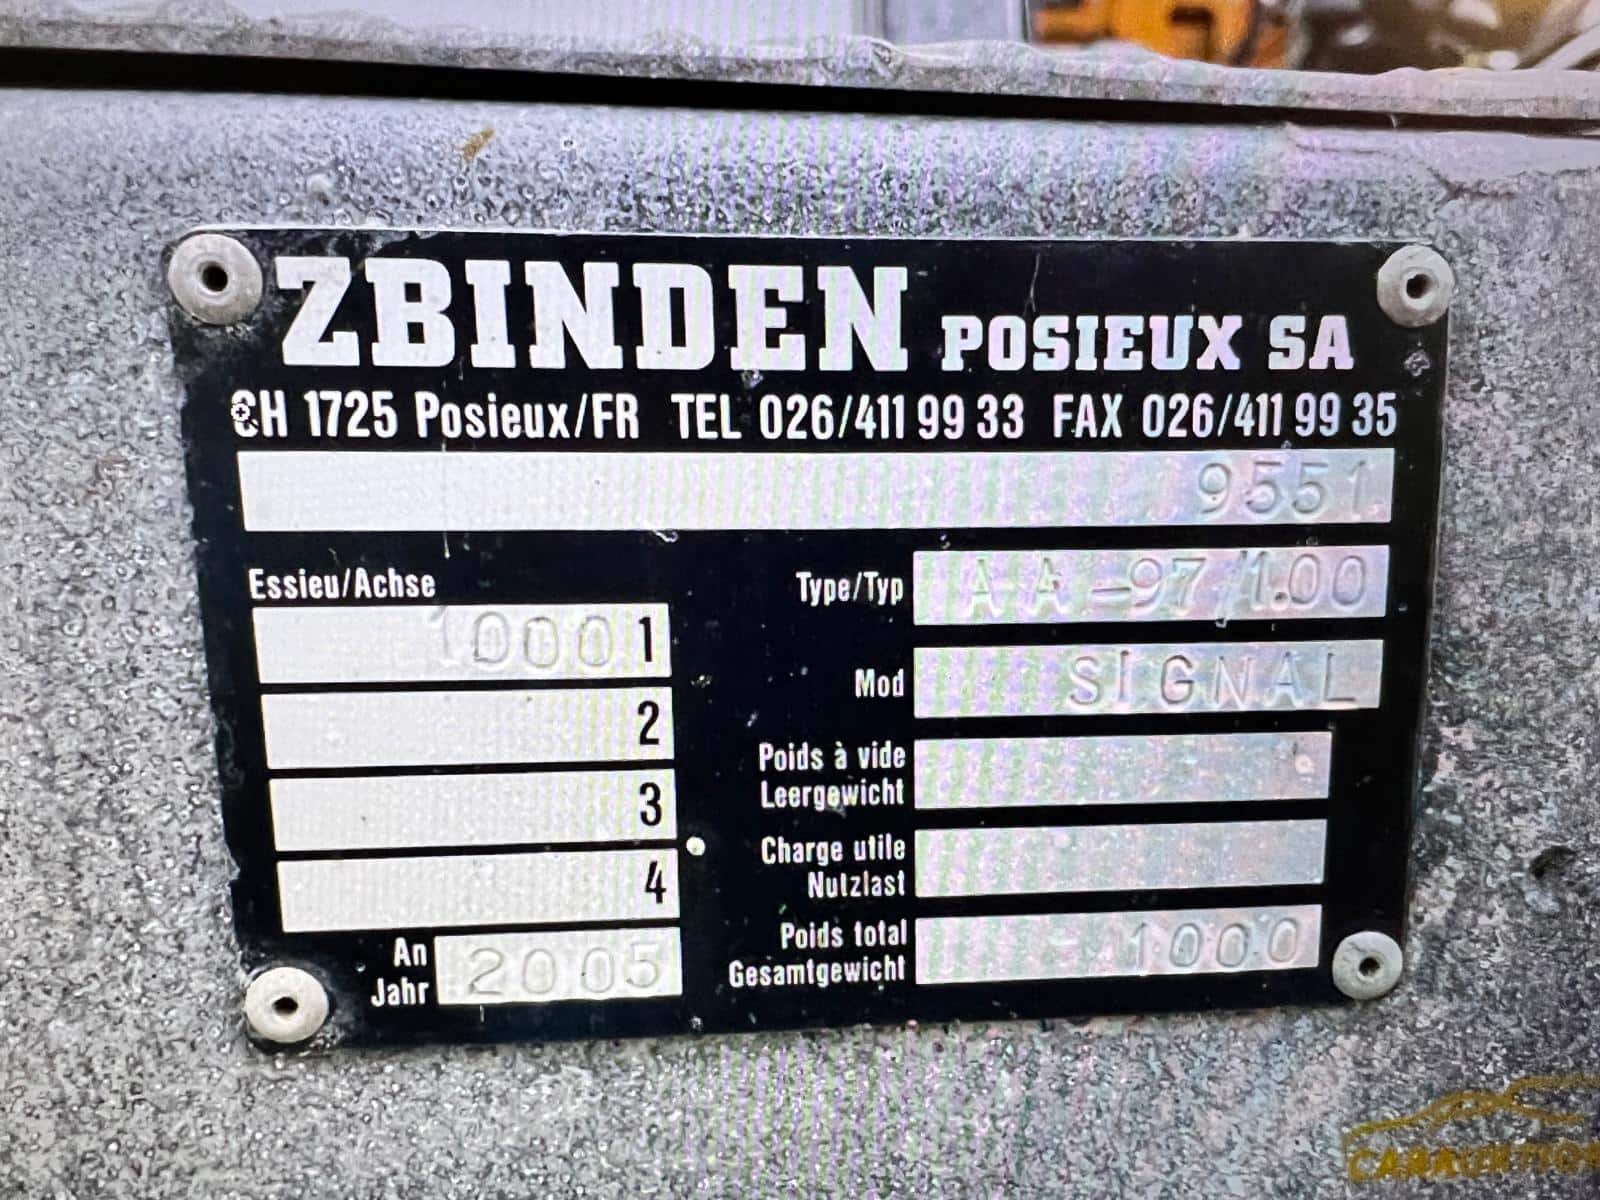 ZBINDEN POSIEUX SA
CH 1725 Posieux/FR TEL 026/411 99 33 FAX 026/411 99 35
9551
Essieu/Achse
1000 1
2
3
4
An
Jahr
2005
Type/Typ AA-97/1.00
Mod SIGNAL
Poids à vide
Leergewicht
Charge utile
Nutzlast
Poids total
Gesamtgewicht
1000